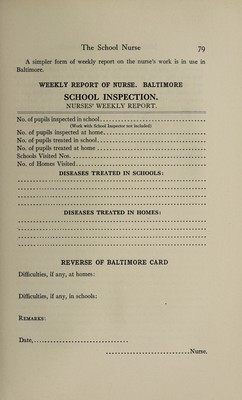 The School Nurse 79
A simpler form of weekly report on the nurse's work is in use in
Baltimore.
WEEKLY REPORT OF NURSE. BALTIMORE
SCHOOL INSPECTION.
NURSES' WEEKLY REPORT.
No. of pupils inspected in school
(Work with School Inspector not included)
No. of pupils inspected at home
No. of pupils treated in school
No. of pupils treated at home
Schools Visited Nos.
No. of Homes Visited
DISEASES TREATED IN SCHOOLS:
DISEASES TREATED IN HOMES:
REVERSE OF BALTIMORE CARD
Difficulties, if any, at homes:
Difficulties, if any, in schools:
REMARKS:
Date,
Nurse.